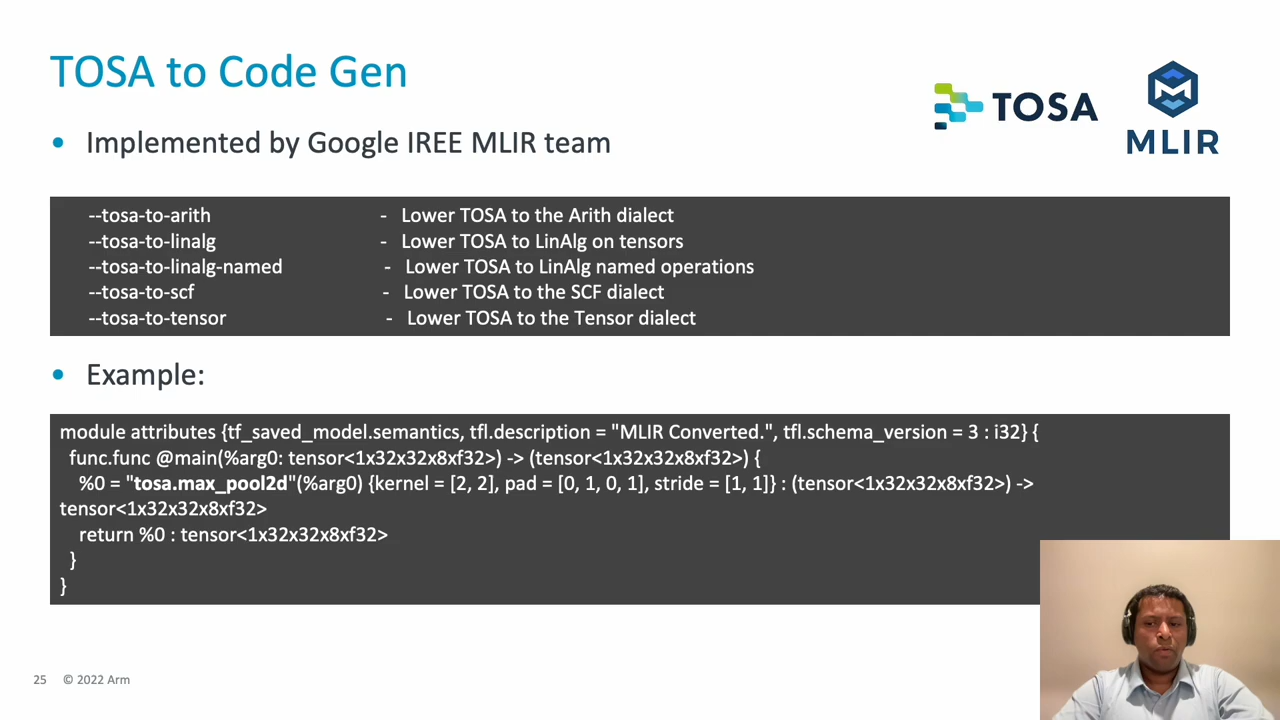 TOSA to Code Gen
TOSA
MLIR
• Implemented by Google IREE MLIR team
--tosa-to-arith - Lower TOSA to the Arith dialect
--tosa-to-linalg - Lower TOSA to LinAlg on tensors
--tosa-to-linalg-named - Lower TOSA to LinAlg named operations
--tosa-to-scf - Lower TOSA to the SCF dialect
--tosa-to-tensor - Lower TOSA to the Tensor dialect
• Example:
module attributes {tf_saved_model.semantics, tfl.description = "MLIR Converted.", tfl.schema_version = 3 : i32} {
func.func @main(%arg0: tensor<1x32x32x8xf32>) -> (tensor<1x32x32x8xf32>) {
%0 = "tosa.max_pool2d"(%arg0) {kernel = [2, 2], pad = [0, 1, 0, 1], stride = [1, 1]} : (tensor<1x32x32x8xf32>) ->
tensor<1x32x32x8xf32>
return %0 : tensor<1x32x32x8xf32>
}
}
25 © 2022 Arm